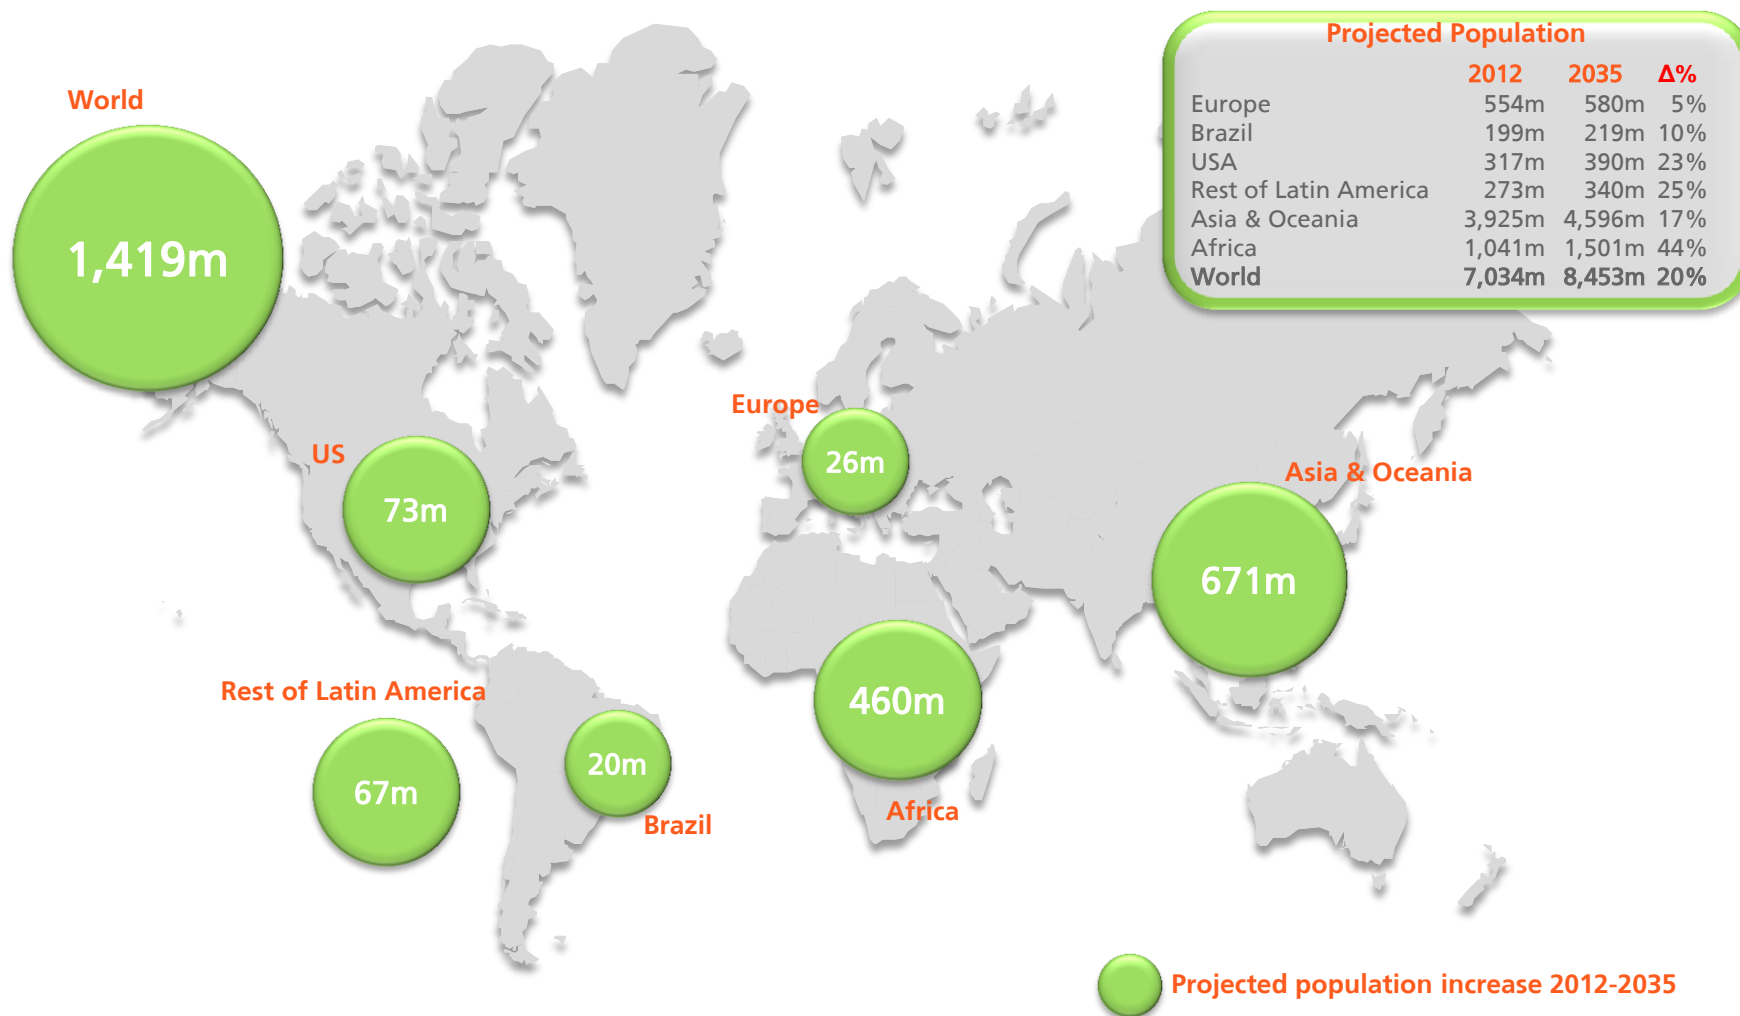 Projected Population
2012 2035 Δ%
Europe 554m 580m 5%
Brazil 199m 219m 10%
USA 317m 390m 23%
Rest of Latin America 273m 340m 25%
Asia & Oceania 3,925m 4,596m 17%
Africa 1,041m 1,501m 44%
World 7,034m 8,453m 20%
World
1,419m
Europe
26m
US
73m
Asia & Oceania
671m
Rest of Latin America
67m
20m
Brazil
460m
Africa
Projected population increase 2012-2035